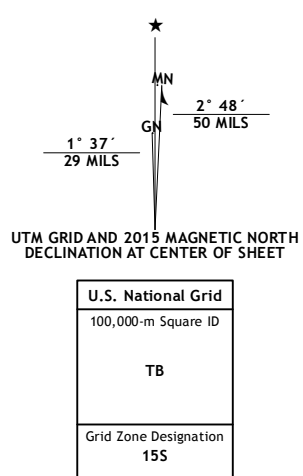 ★
MN
2° 48´
50 MILS
GN
1° 37´
29 MILS
UTM GRID AND 2015 MAGNETIC NORTH
DECLINATION AT CENTER OF SHEET
U.S. National Grid
100,000-m Square ID
TB
Grid Zone Designation
15S